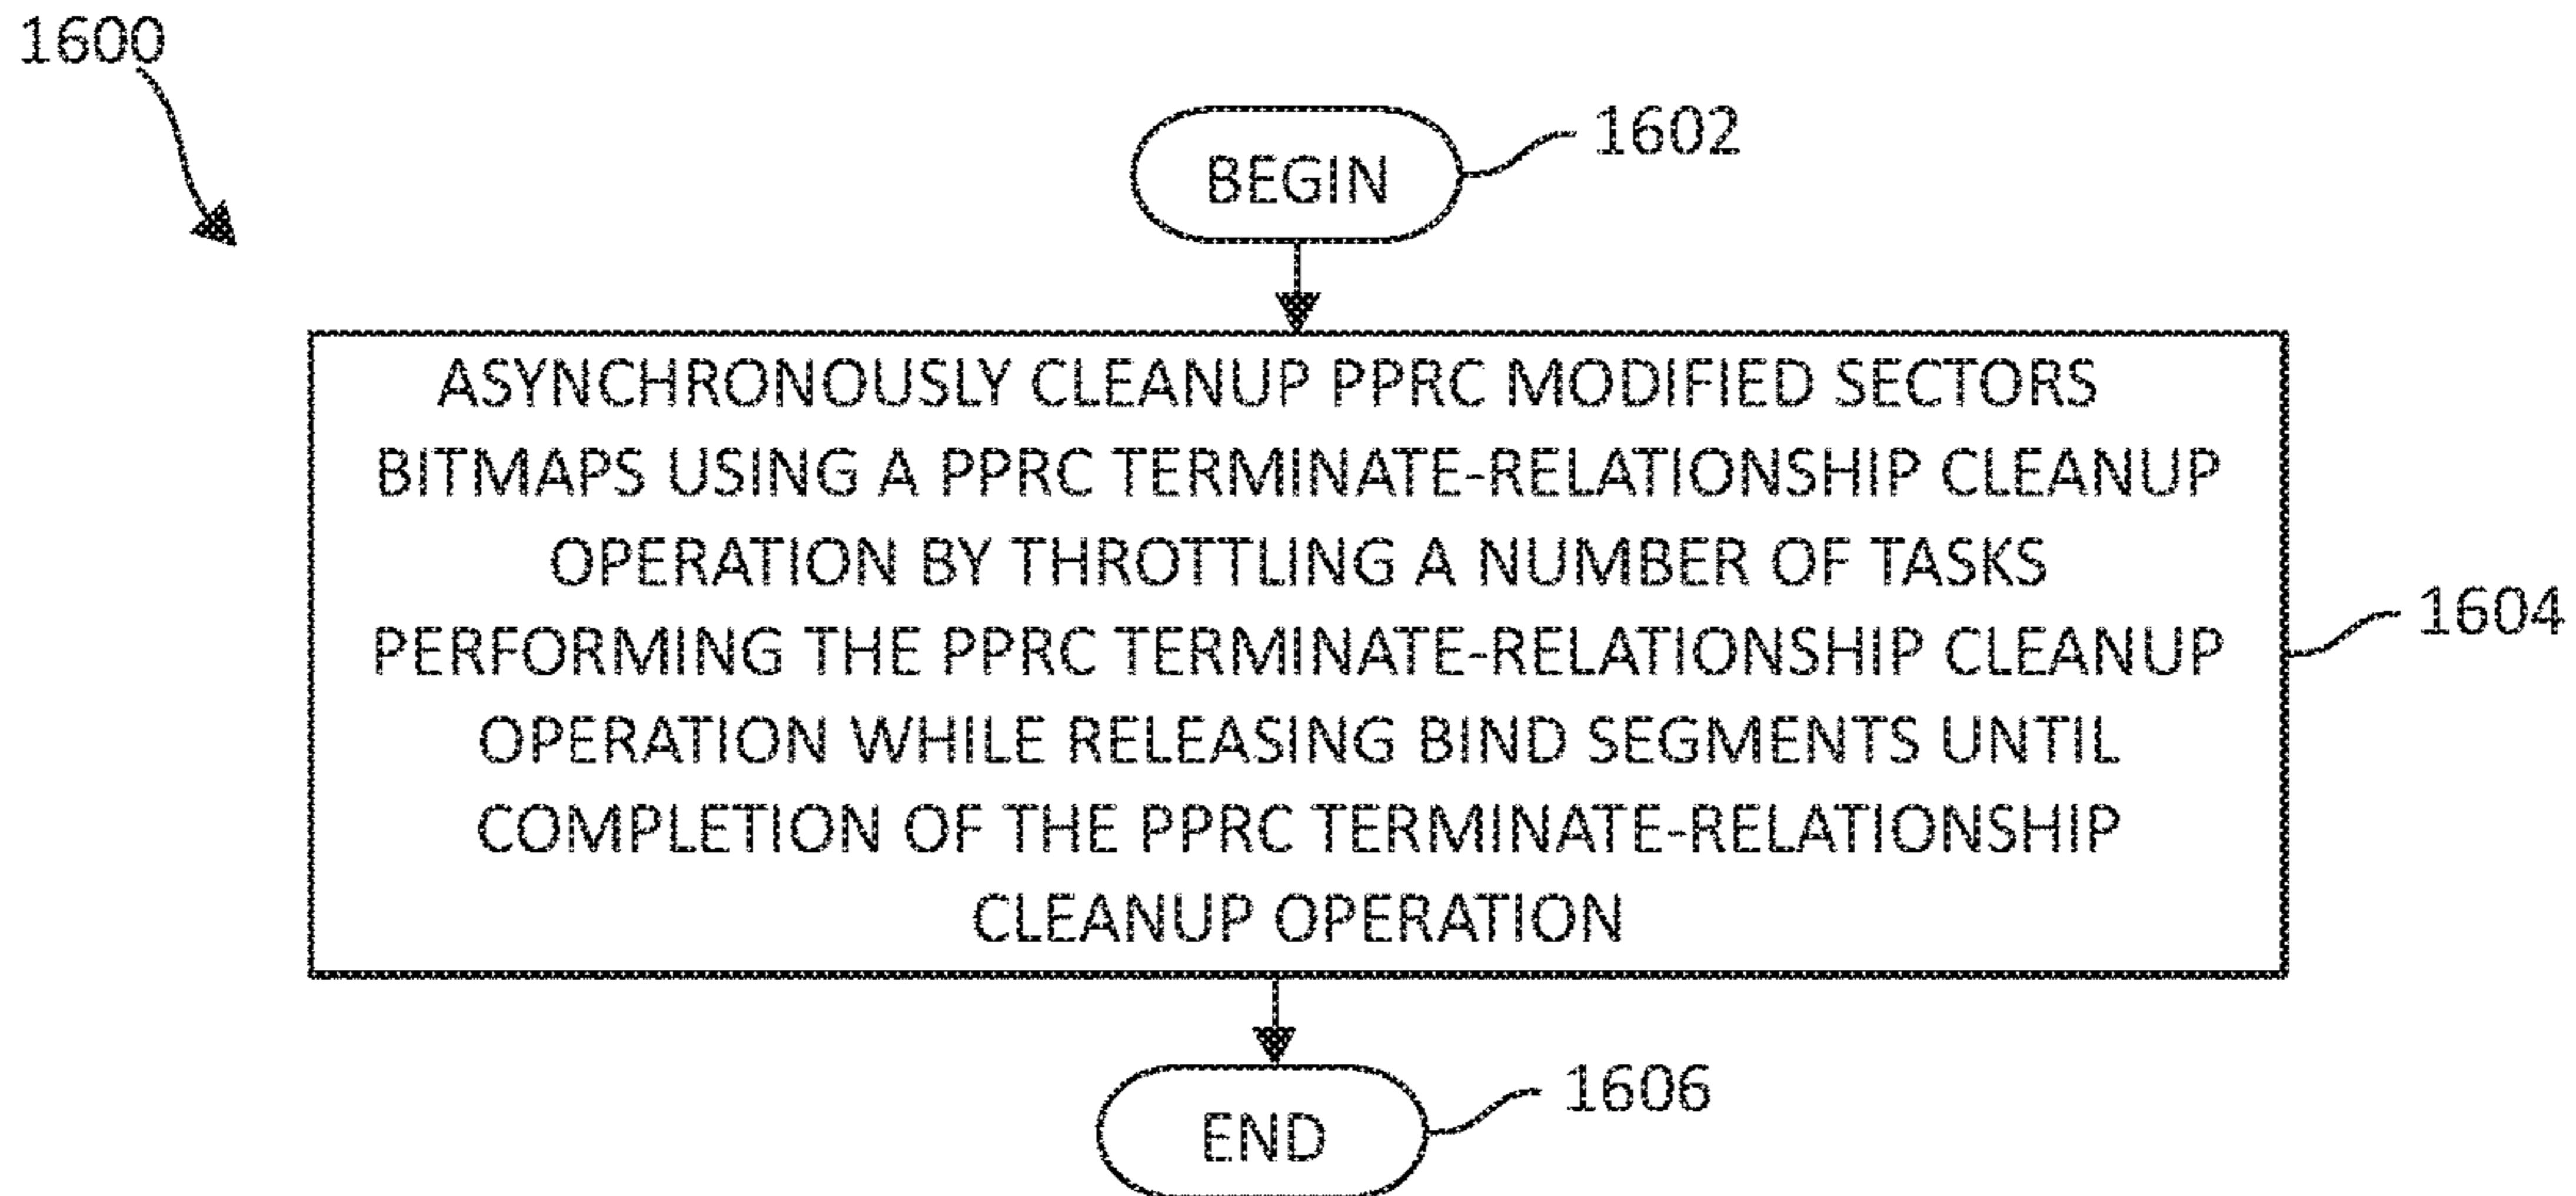 1600
BEGIN
1602
ASYNCHRONOUSLY CLEANUP PPRC MODIFIED SECTORS
BITMAPS USING A PPRC TERMINATE-RELATIONSHIP CLEANUP
OPERATION BY THROTTLING A NUMBER OF TASKS
PERFORMING THE PPRC TERMINATE-RELATIONSHIP CLEANUP
OPERATION WHILE RELEASING BIND SEGMENTS UNTIL
COMPLETION OF THE PPRC TERMINATE-RELATIONSHIP
CLEANUP OPERATION
1604
END
1606